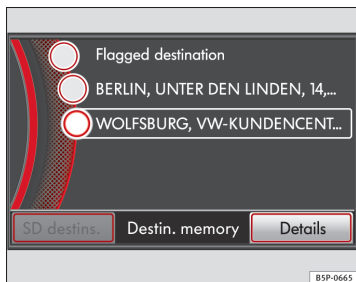 Flagged destination
BERLIN, UNTER DEN LINDEN, 14,...
WOLFSBURG, VW-KUNDENCENT...
SD destins. Destin. memory Details
B5P-0665